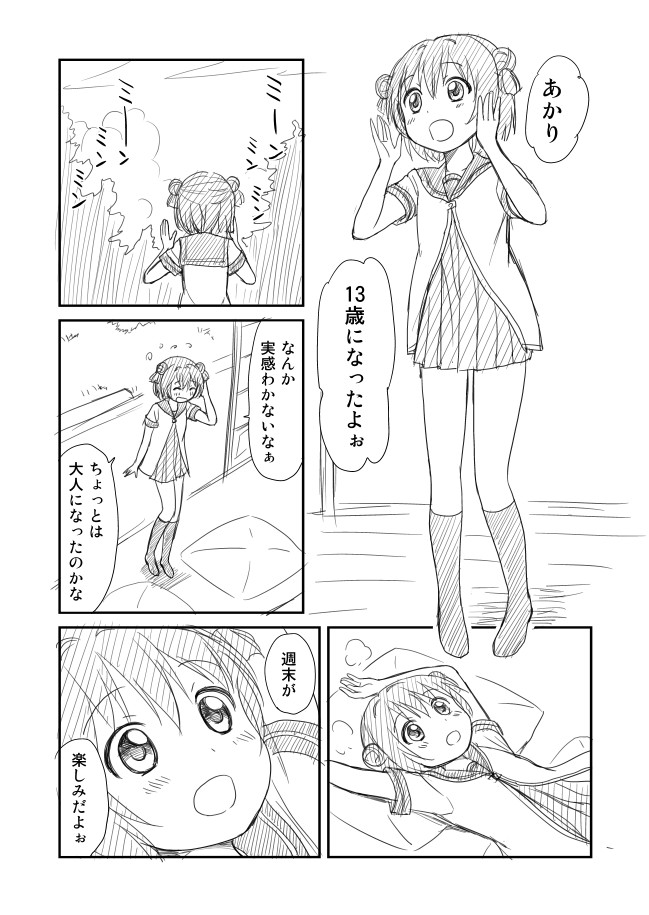 あかり
13歳になったよぉ
ミーン
ミンミン
ミーン
ミンミン
なんか
実感わかないなぁ
ちょっとは
大人になったのかな
週末が
楽しみだよぉ